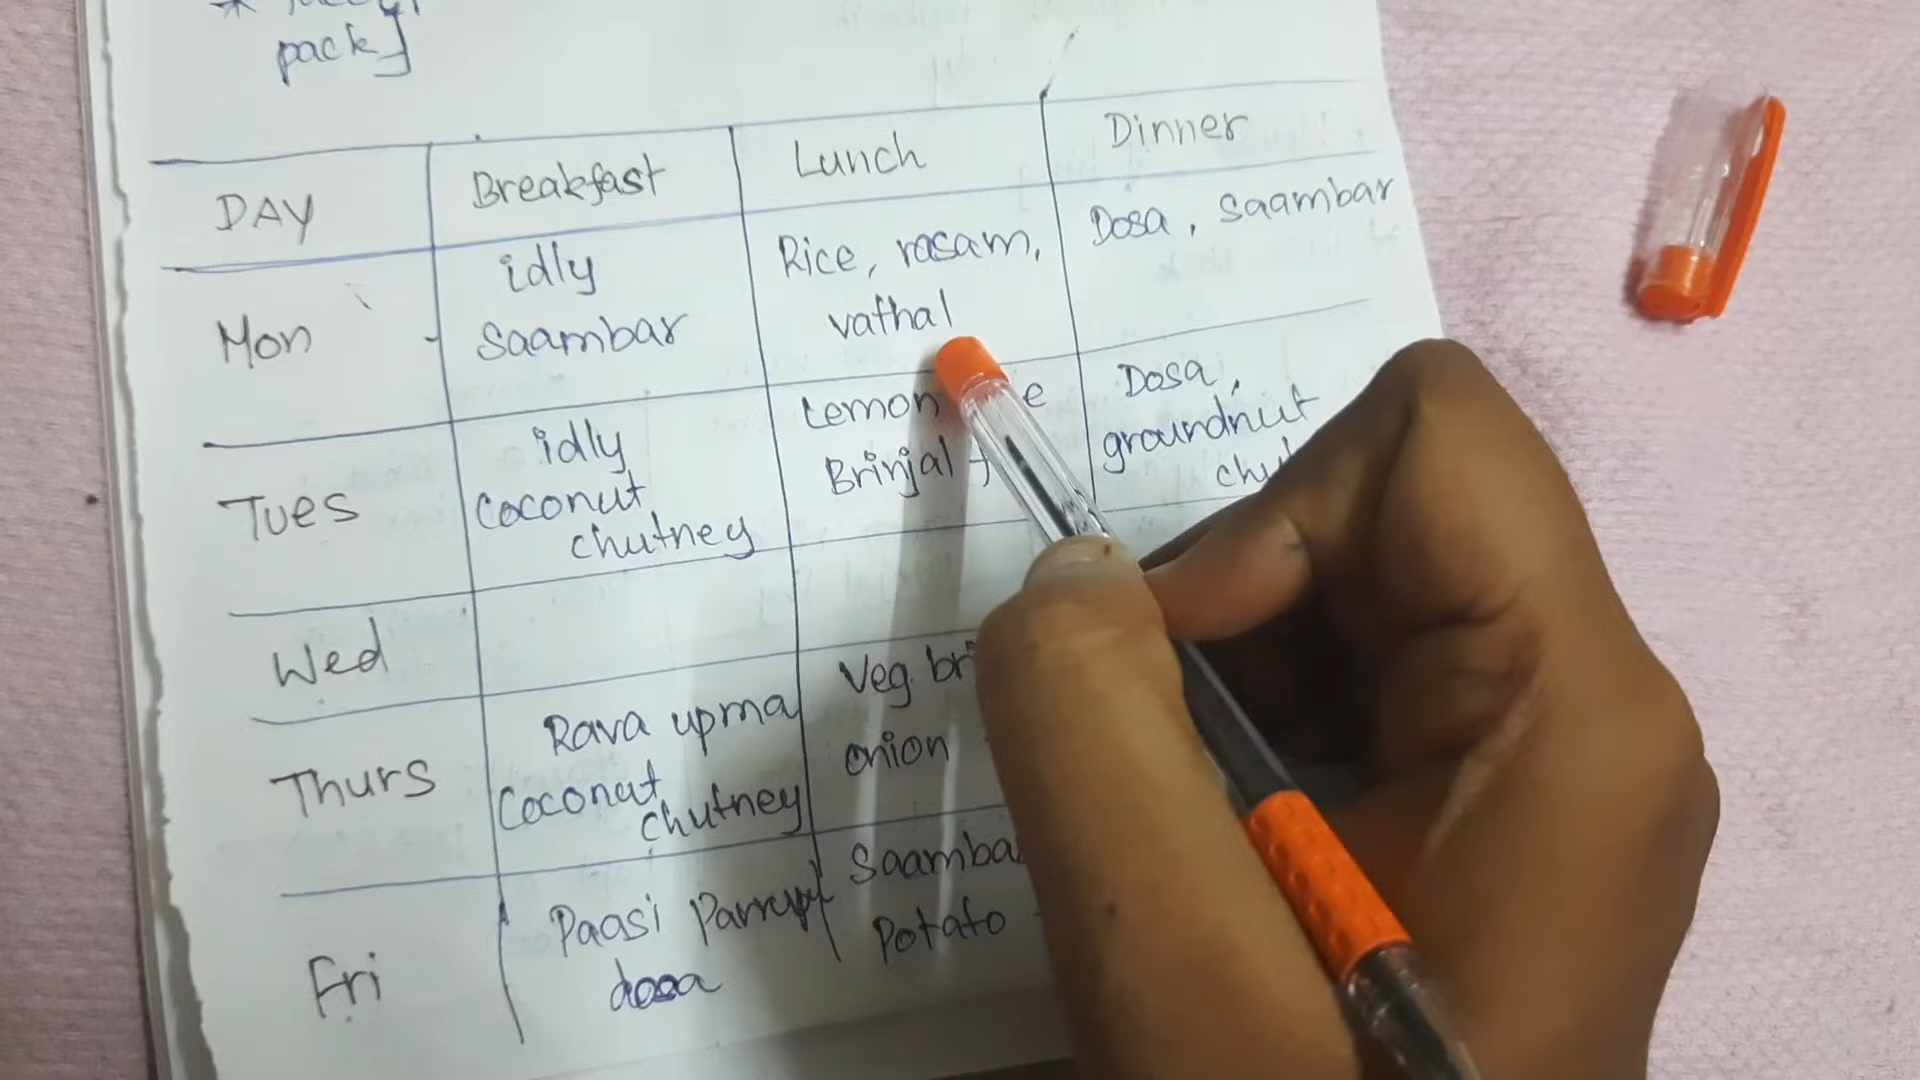 pack]
DAY Breakfast Lunch Dinner
Mon idly Rice, rasam, Dosa, Saambar
Saambar vathal
Tues idly Lemon Dosa,
Coconut Brinjal groundnut
chutney
Wed
Thurs Rava upma Veg
Coconut onion
chutney
Fri Paasi
dosa Potato